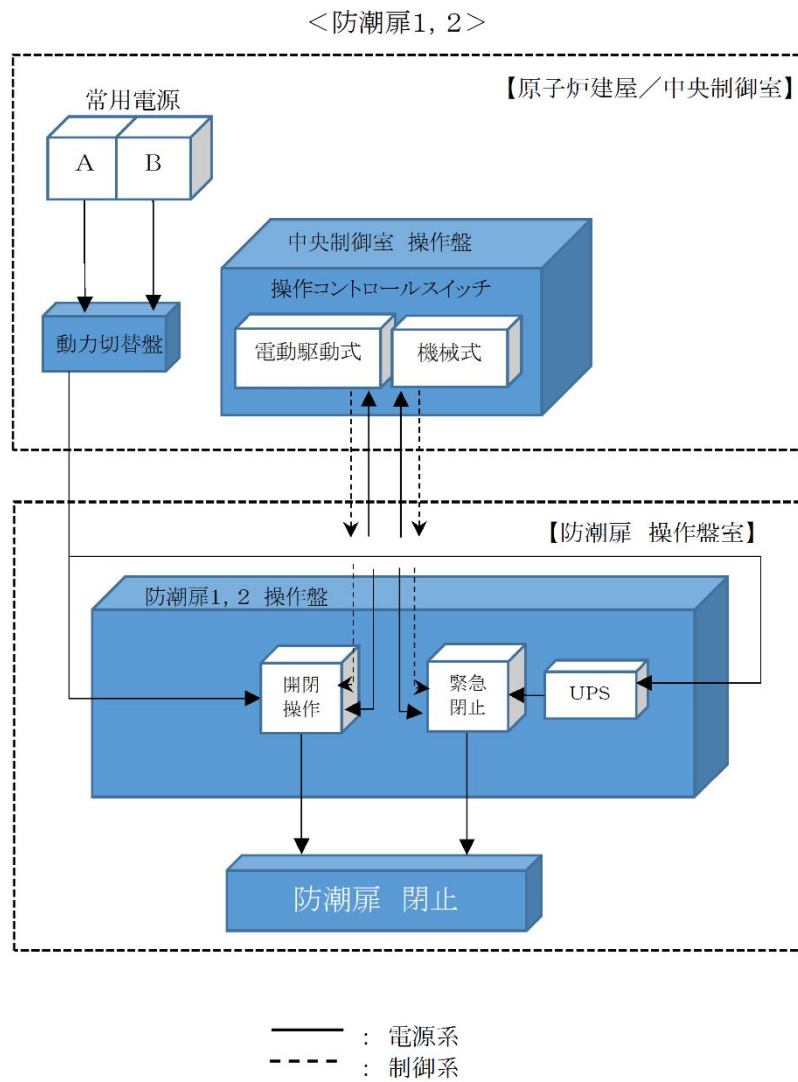 ＜防潮扉1，2＞
【原子炉建屋／中央制御室】
常用電源
A
B
中央制御室 操作盤
操作コントロールスイッチ
電動駆動式
機械式
動力切替盤
【防潮扉 操作盤室】
防潮扉1，2 操作盤
開閉
操作
緊急
閉止
UPS
防潮扉 閉止
： 電源系
： 制御系